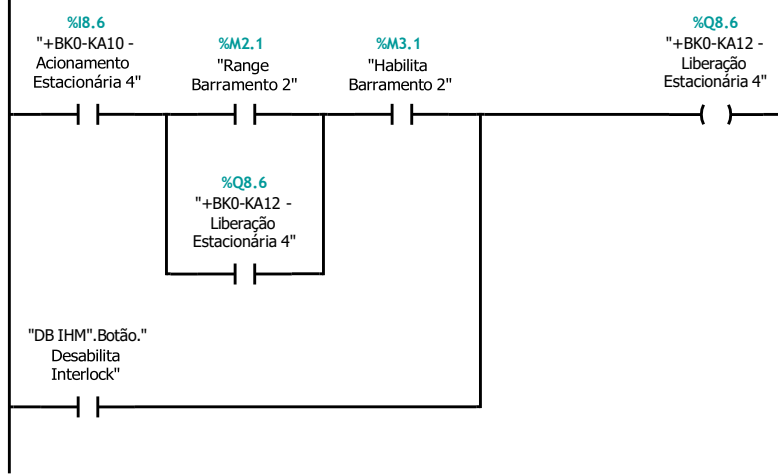 %I8.6
"+BK0-KA10 -
Acionamento
Estacionária 4"
%M2.1
"Range
Barramento 2"
%M3.1
"Habilita
Barramento 2"
%Q8.6
"+BK0-KA12 -
Liberação
Estacionária 4"
%Q8.6
"+BK0-KA12 -
Liberação
Estacionária 4"
"DB IHM".Botão."
Desabilita
Interlock"